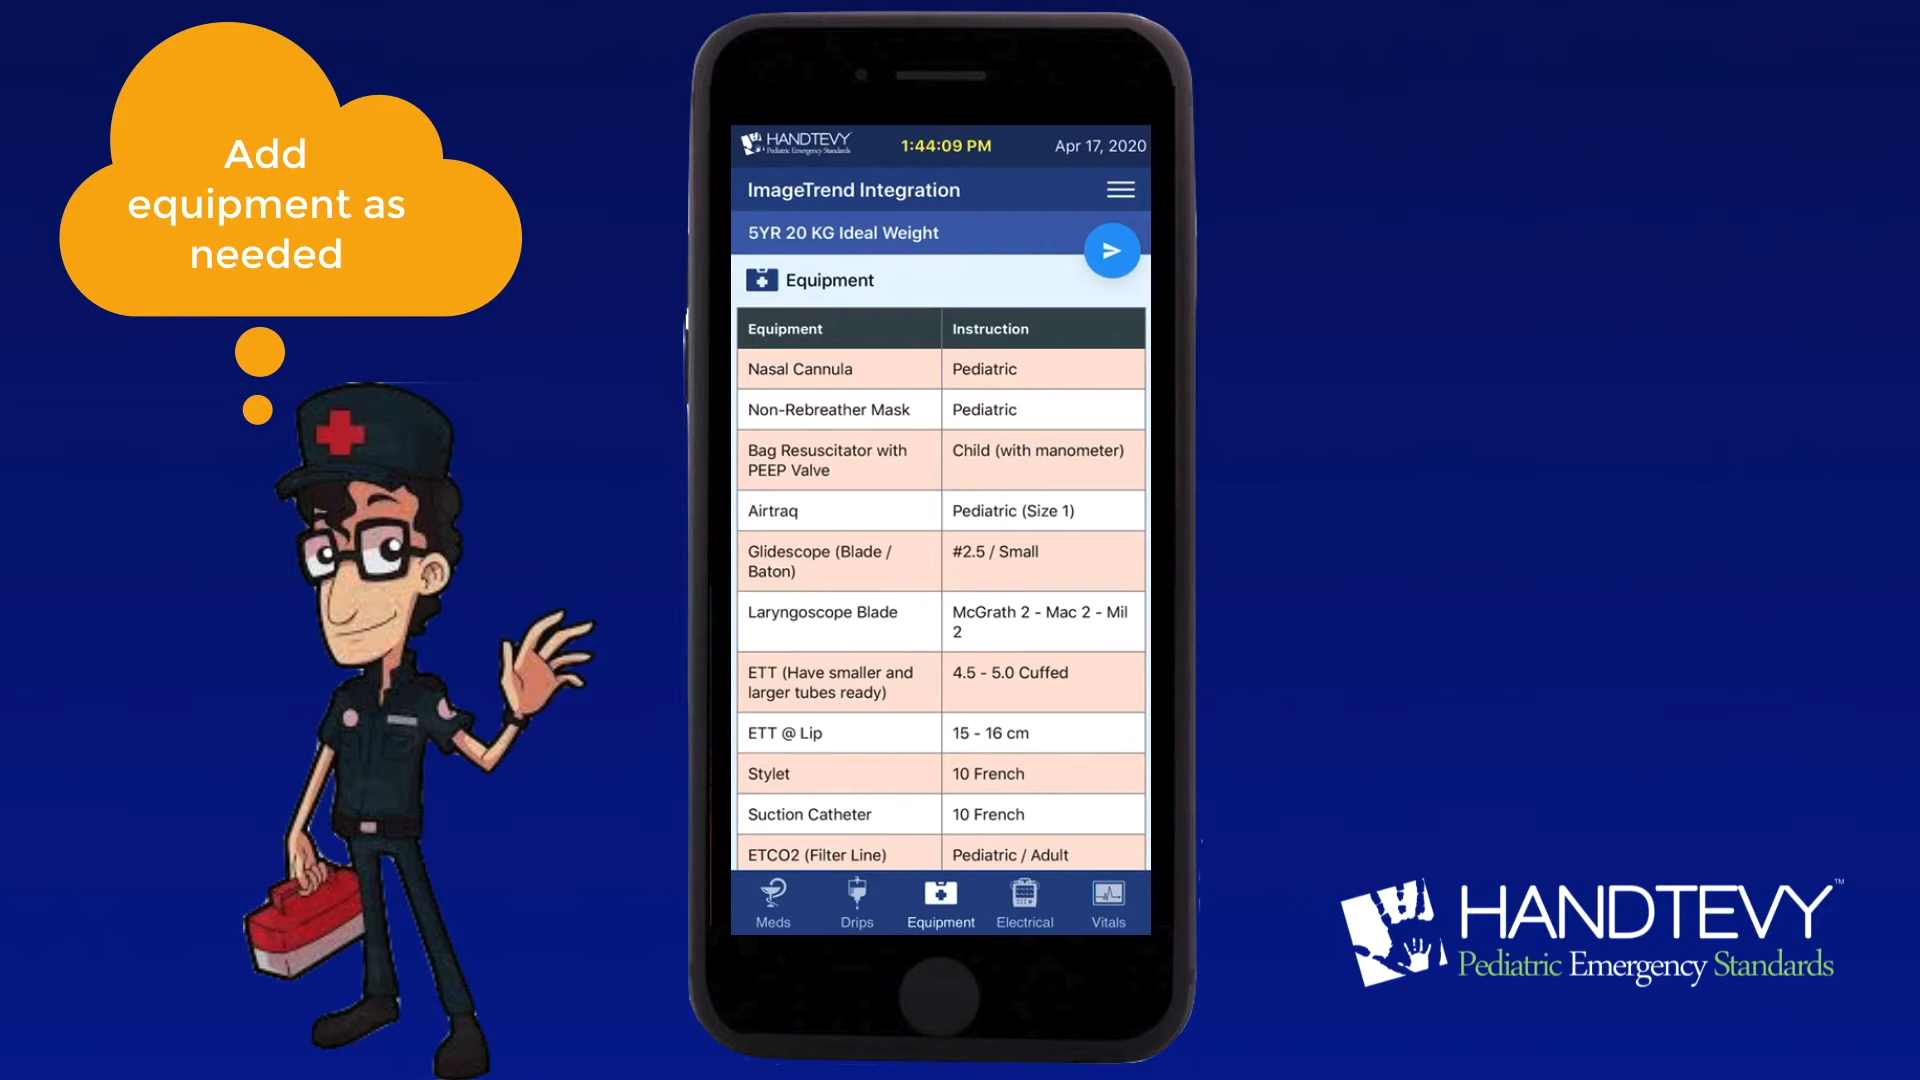 Add
equipment as
needed
HANDTEVY
Pediatric Emergency Standards
1:44:09 PM
Apr 17, 2020
ImageTrend Integration
5YR 20 KG Ideal Weight
Equipment
Equipment Instruction
Nasal Cannula Pediatric
Non-Rebreather Mask Pediatric
Bag Resuscitator with Child (with manometer)
PEEP Valve
Airtraq Pediatric (Size 1)
Glidescope (Blade / #2.5 / Small
Baton)
Laryngoscope Blade McGrath 2 - Mac 2 - Mil
2
ETT (Have smaller and 4.5 - 5.0 Cuffed
larger tubes ready)
ETT @ Lip 15 - 16 cm
Stylet 10 French
Suction Catheter 10 French
ETCO2 (Filter Line) Pediatric / Adult
Meds Drips Equipment Electrical Vitals
HANDTEVY™
Pediatric Emergency Standards